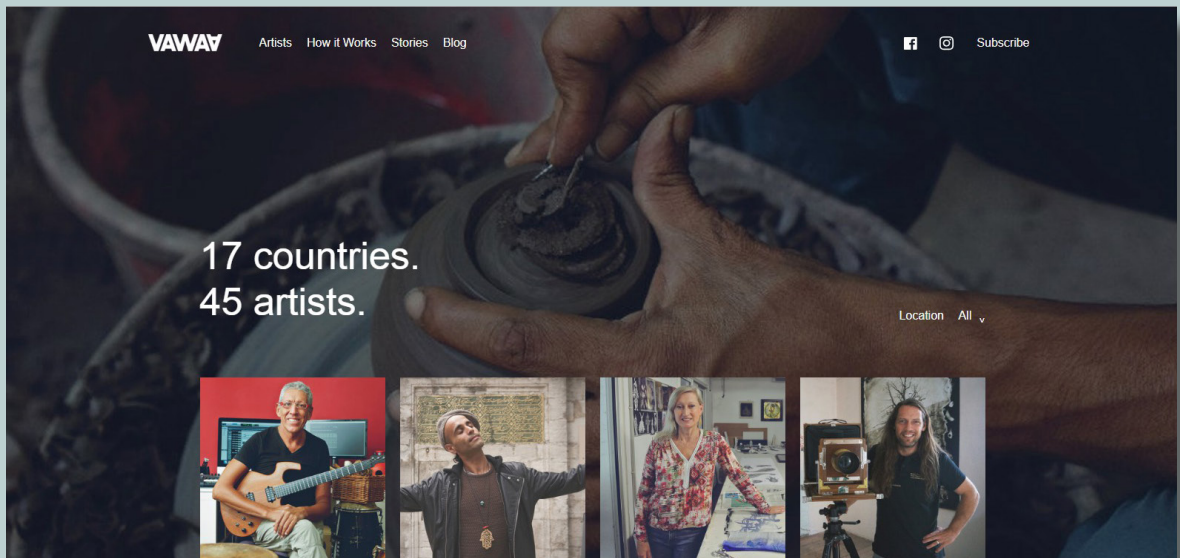 VAWAA
Artists How it Works Stories Blog
Subscribe
17 countries.
45 artists.
Location All v